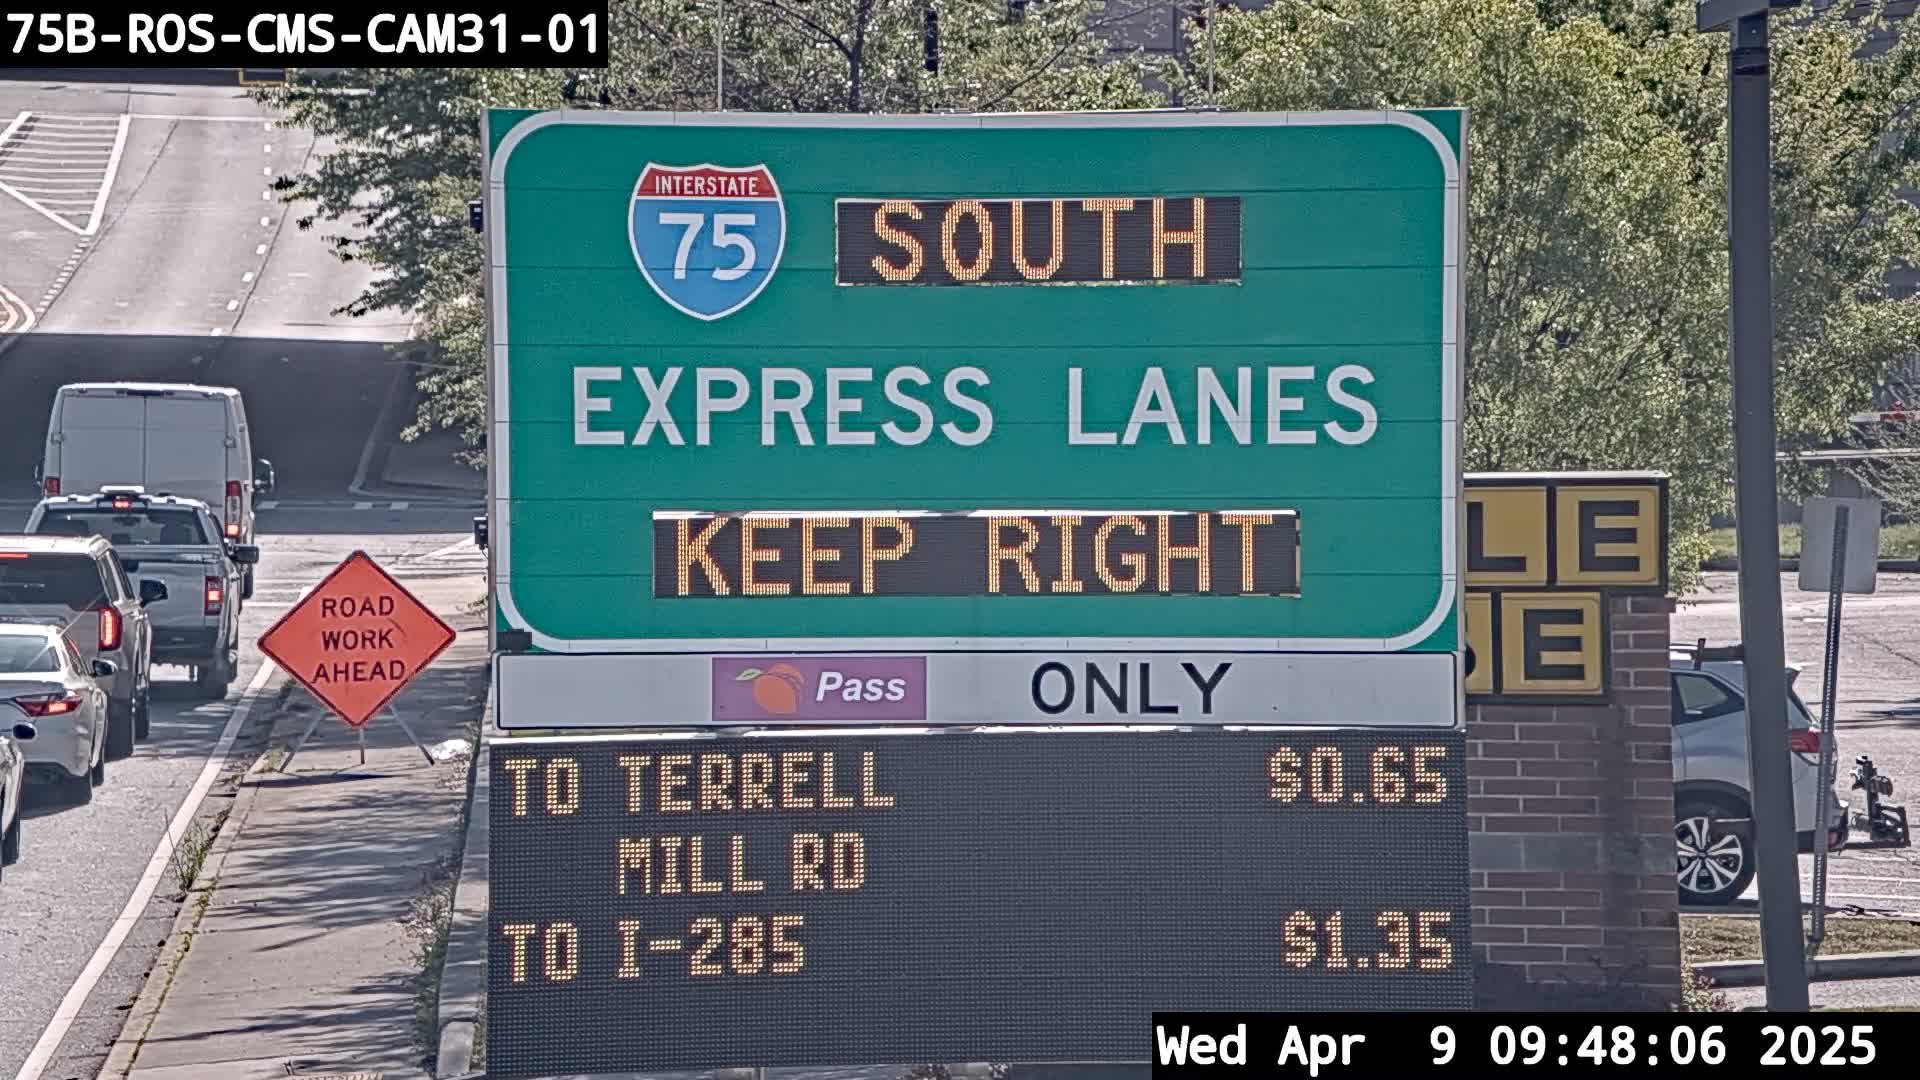 75B-ROS-CMS-CAM31-01
INTERSTATE
75
SOUTH
EXPRESS LANES
KEEP RIGHT
Pass ONLY
TO TERRELL $0.65
MILL RD
TO I-285 $1.35
ROAD
WORK
AHEAD
LE
E
Wed Apr 9 09:48:06 2025